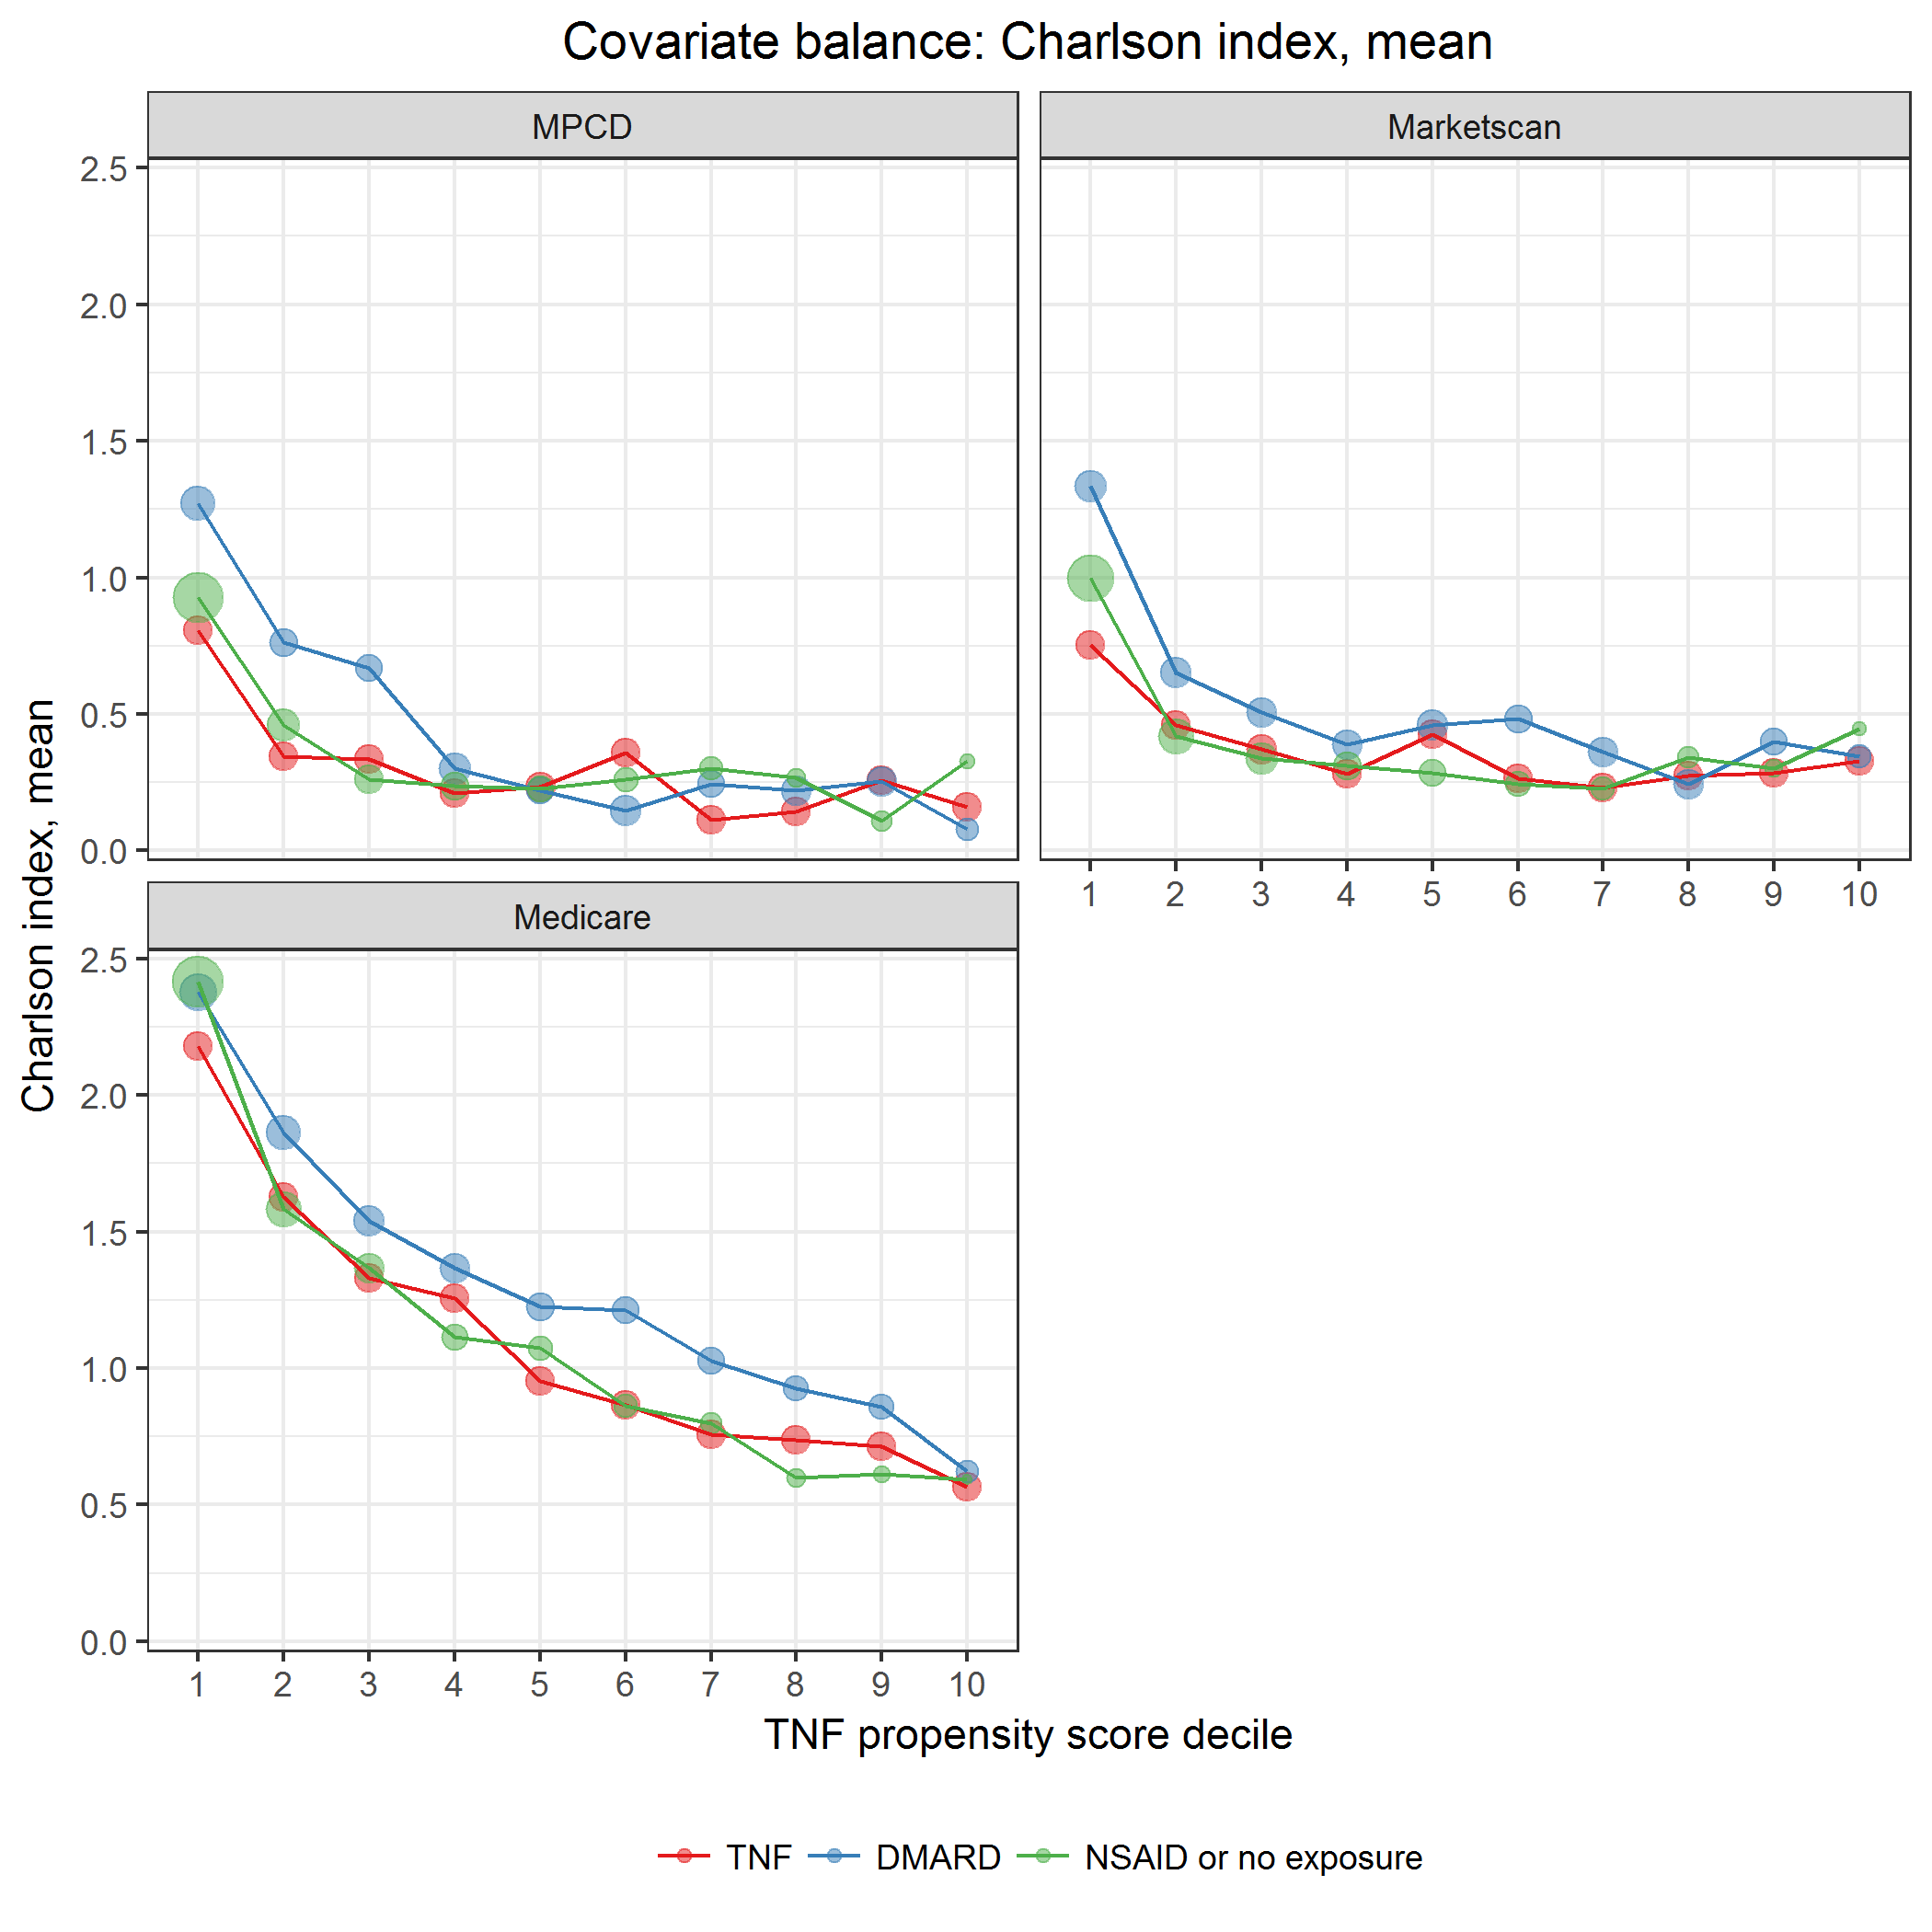 Covariate balance: Charlson index, mean
MPCD
Marketscan
2.5
2.0
1.5
1.0
0.5
0.0
1 2 3 4 5 6 7 8 9 10
Medicare
2.5
2.0
1.5
1.0
0.5
0.0
1 2 3 4 5 6 7 8 9 10
Charlson index, mean
TNF propensity score decile
TNF DMARD NSAID or no exposure